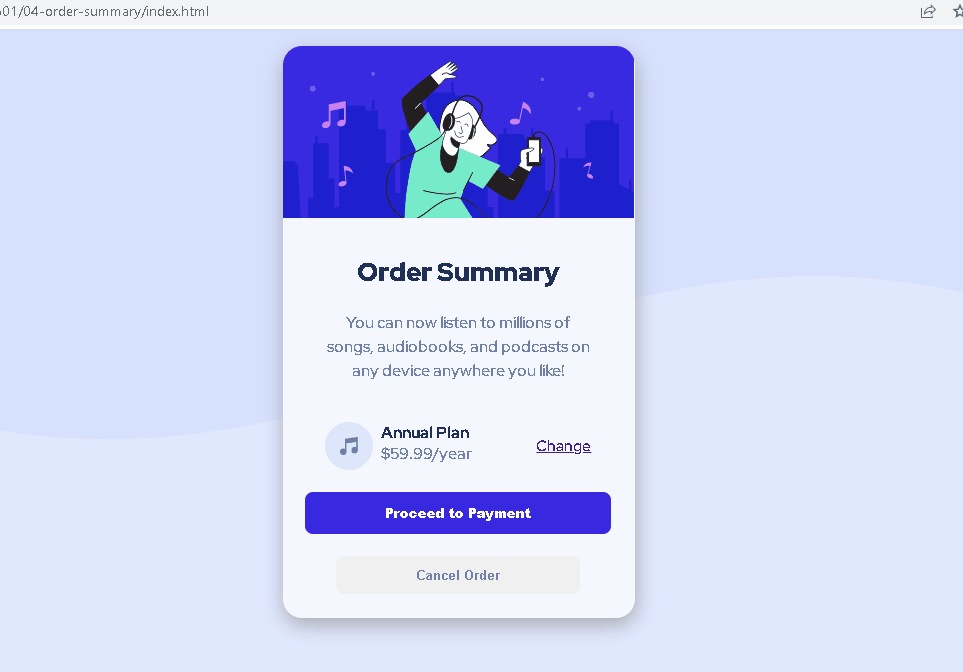 601/04-order-summary/index.html
Order Summary
You can now listen to millions of
songs, audiobooks, and podcasts on
any device anywhere you like!
Annual Plan
$59.99/year
Change
Proceed to Payment
Cancel Order